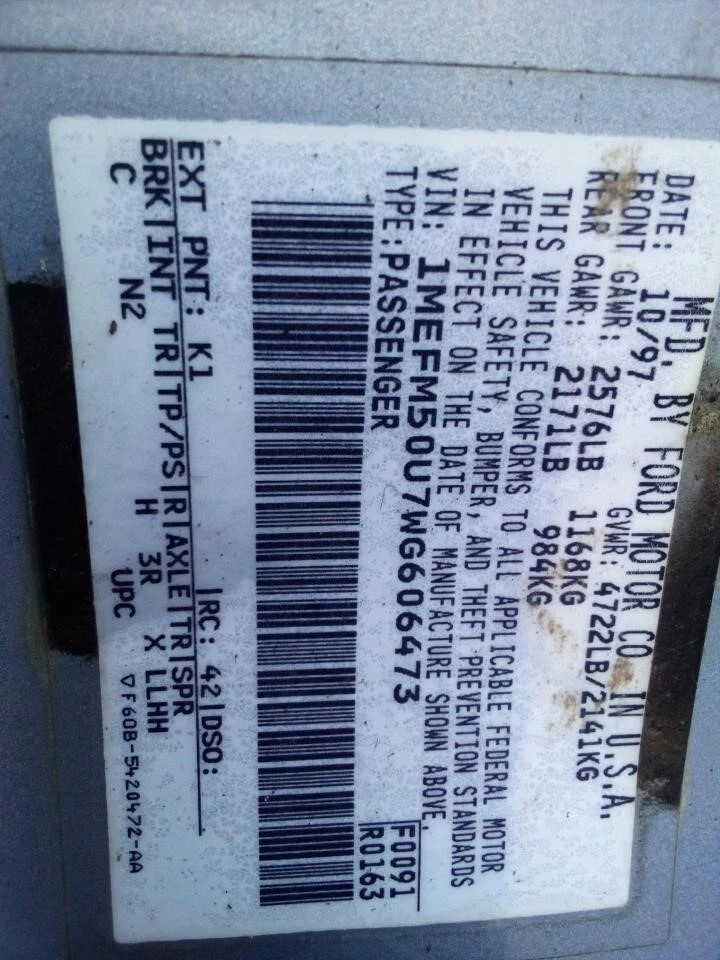 MFD. BY FORD MOTOR CO. IN U.S.A.
DATE: 10/97 GVWR: 4722LB/2141KG
FRONT GAWR: 2576LB 1168KG
REAR GAWR: 2171LB 984KG
THIS VEHICLE CONFORMS TO ALL APPLICABLE FEDERAL MOTOR
VEHICLE SAFETY, BUMPER, AND THEFT PREVENTION STANDARDS
IN EFFECT ON THE DATE OF MANUFACTURE SHOWN ABOVE.
VIN: 1MEFM50U7WG606473 F0091
TYPE: PASSENGER R0163
EXT PNT: K1 |RC: 42|DSO:
BRK|INT TR|TP/PS|R|AXLE|TR|SPR
C N2 H 3R X LLHH
UPC ▽F60B-5420472-AA